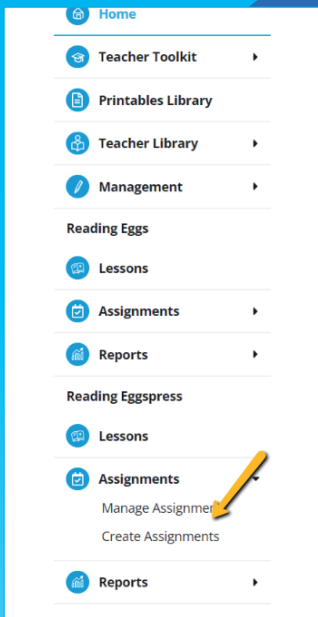 Home
Teacher Toolkit
Printables Library
Teacher Library
Management
Reading Eggs
Lessons
Assignments
Reports
Reading Eggspress
Lessons
Assignments
Manage Assignmen
Create Assignments
Reports